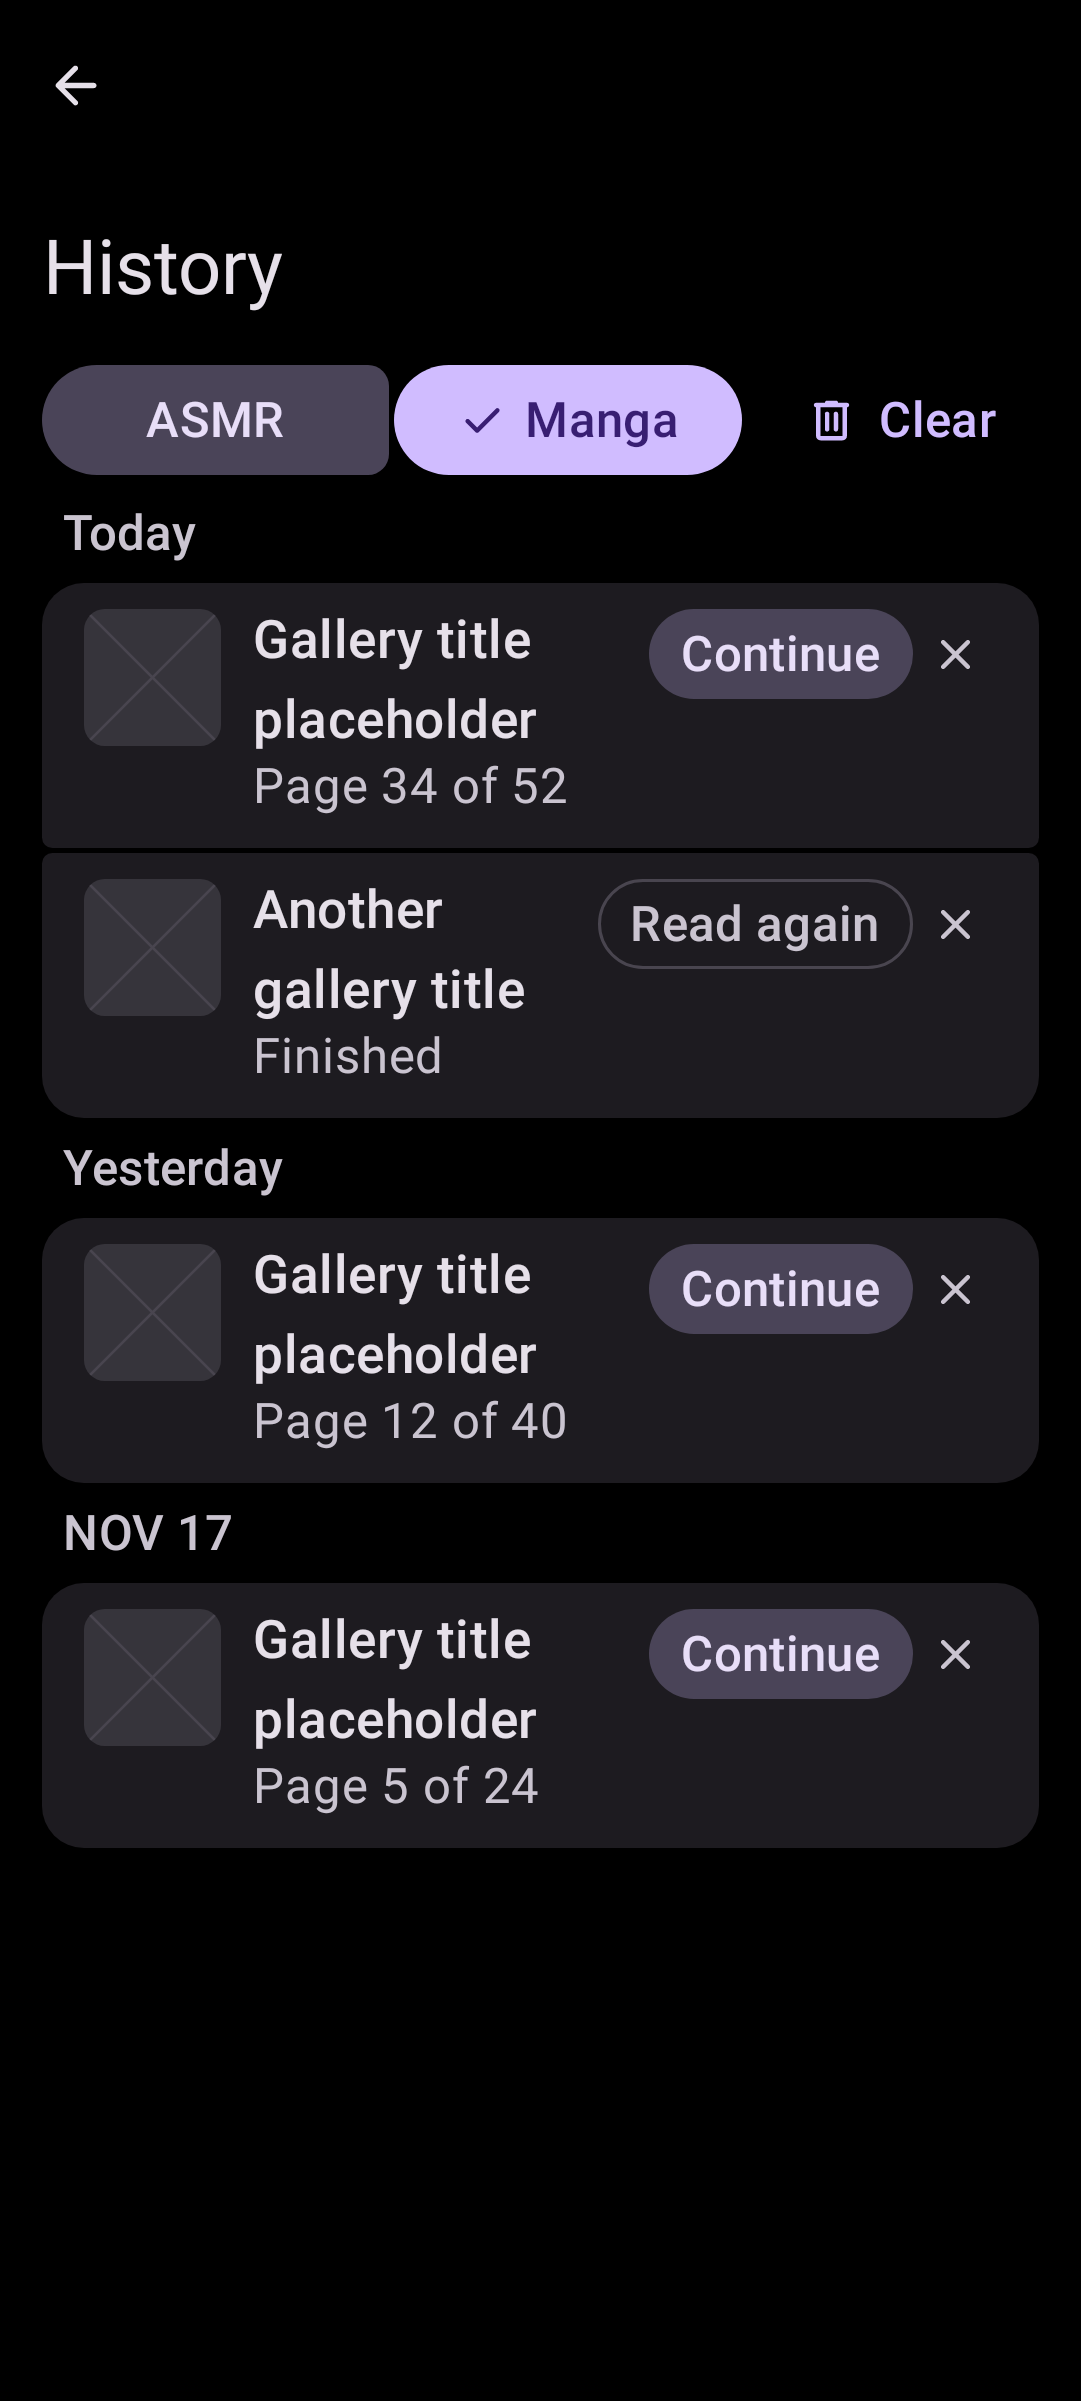 History
ASMR
Manga
Clear
Today
Gallery title
placeholder
Page 34 of 52
Continue
Another
gallery title
Finished
Read again
Yesterday
Gallery title
placeholder
Page 12 of 40
Continue
NOV 17
Gallery title
placeholder
Page 5 of 24
Continue